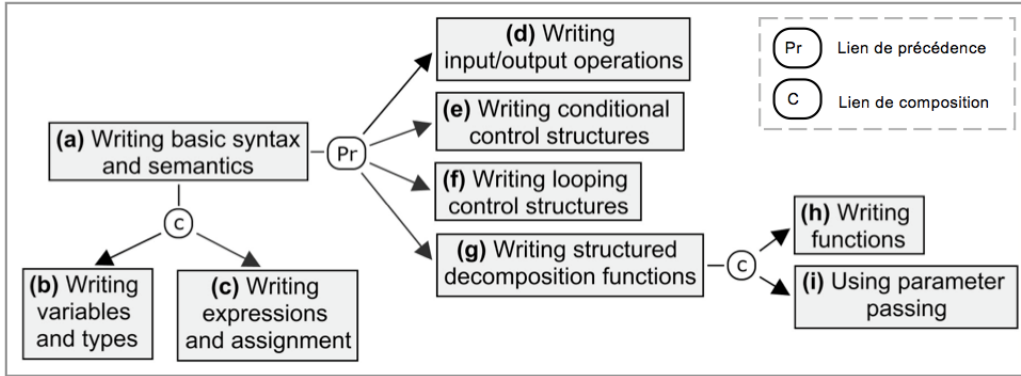 (d) Writing
input/output operations
Pr
Lien de précédence
C
Lien de composition
(e) Writing conditional
control structures
(a) Writing basic syntax
and semantics
Pr
(f) Writing looping
control structures
(g) Writing structured
decomposition functions
C
(h) Writing
functions
(i) Using parameter
passing
C
(b) Writing
variables
and types
(c) Writing
expressions
and assignment